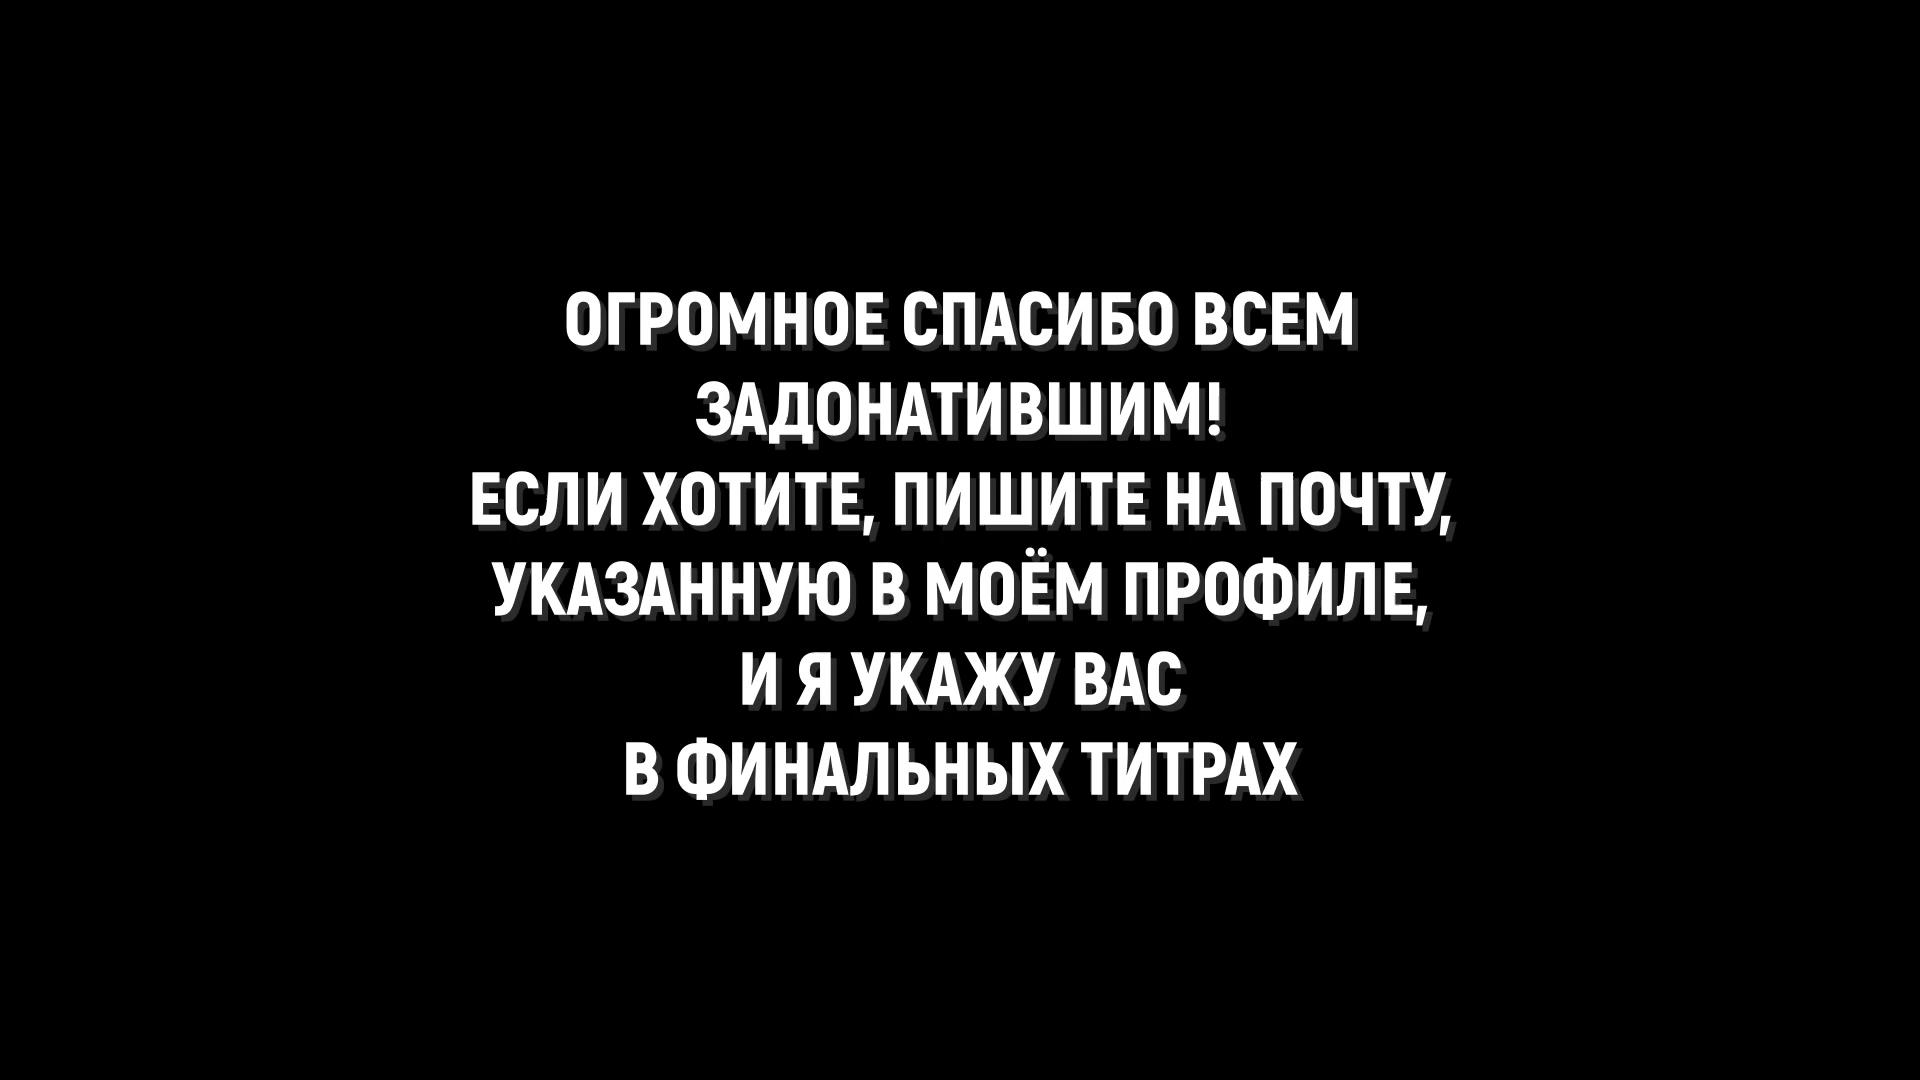 ОГРОМНОЕ СПАСИБО ВСЕМ
ЗАДОНАТИВШИМ!
ЕСЛИ ХОТИТЕ, ПИШИТЕ НА ПОЧТУ,
УКАЗАННУЮ В МОЁМ ПРОФИЛЕ,
И Я УКАЖУ ВАС
В ФИНАЛЬНЫХ ТИТРАХ